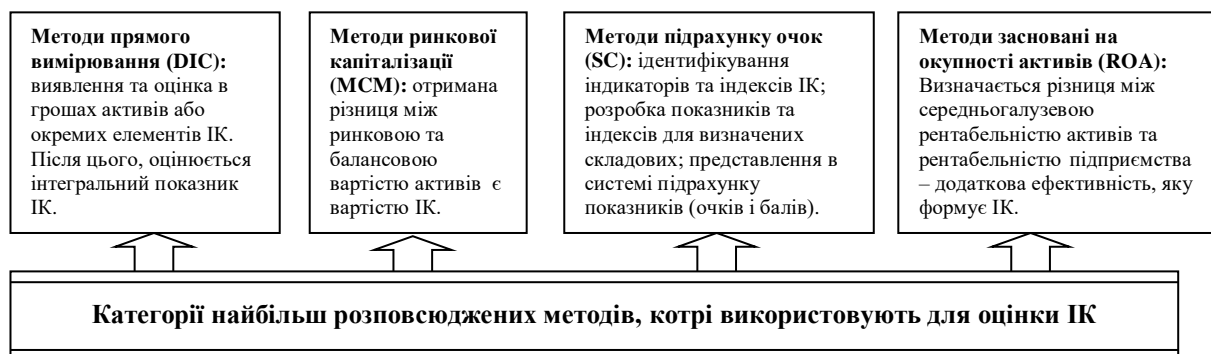 Методи прямого
вимірювання (DIC):
виявлення та оцінка в
грошах активів або
окремих елементів ІК.
Після цього, оцінюється
інтегральний показник
ІК.
Методи ринкової
капіталізації
(MCM): отримана
різниця між
ринковою та
балансовою
вартістю активів є
вартістю ІК.
Методи підрахунку очок
(SC): ідентифікування
індикаторів та індексів ІК;
розробка показників та
індексів для визначених
складових; представлення в
системі підрахунку
показників (очків і балів).
Методи засновані на
окупності активів (ROA):
Визначається різниця між
середньогалузевою
рентабельністю активів та
рентабельністю підприємства
– додаткова ефективність, яку
формує ІК.
Категорії найбільш розповсюджених методів, котрі використовують для оцінки ІК